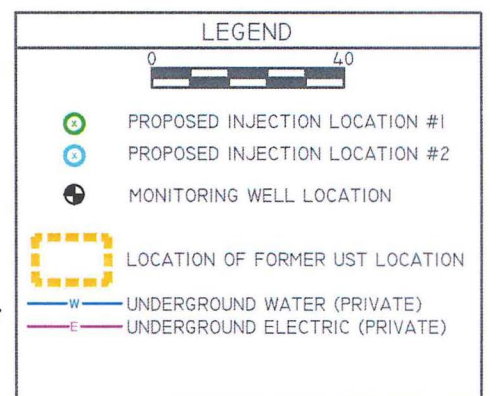 LEGEND
0 40
x PROPOSED INJECTION LOCATION #1
x PROPOSED INJECTION LOCATION #2
MONITORING WELL LOCATION
LOCATION OF FORMER UST LOCATION
W UNDERGROUND WATER (PRIVATE)
E UNDERGROUND ELECTRIC (PRIVATE)